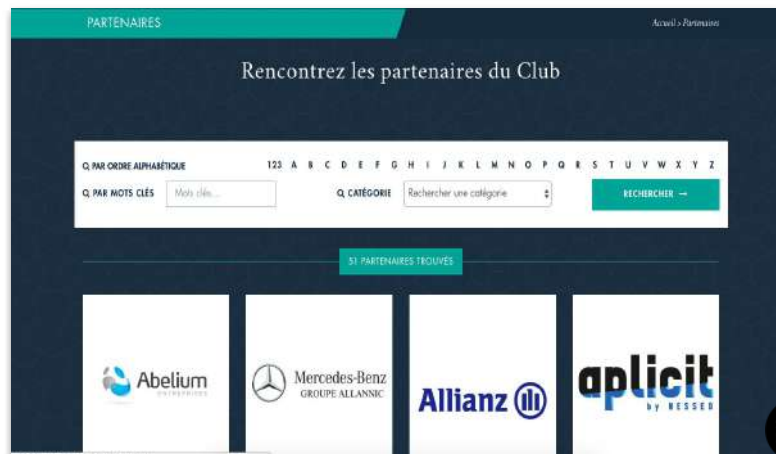 PARTENAIRES
Accueil > Partenaires
Rencontrez les partenaires du Club
PAR ORDRE ALPHABÉTIQUE 123 A B C D E F G H I J K L M N O P Q R S T U V W X Y Z
PAR MOTS CLÉS Mots clés... CATÉGORIE Rechercher une catégorie RECHERCHER →
51 PARTENAIRES TROUVÉS
Abelium
ENTREPRISES
Mercedes-Benz
GROUPE ALLANNIC
Allianz
aplicit
by NESSED